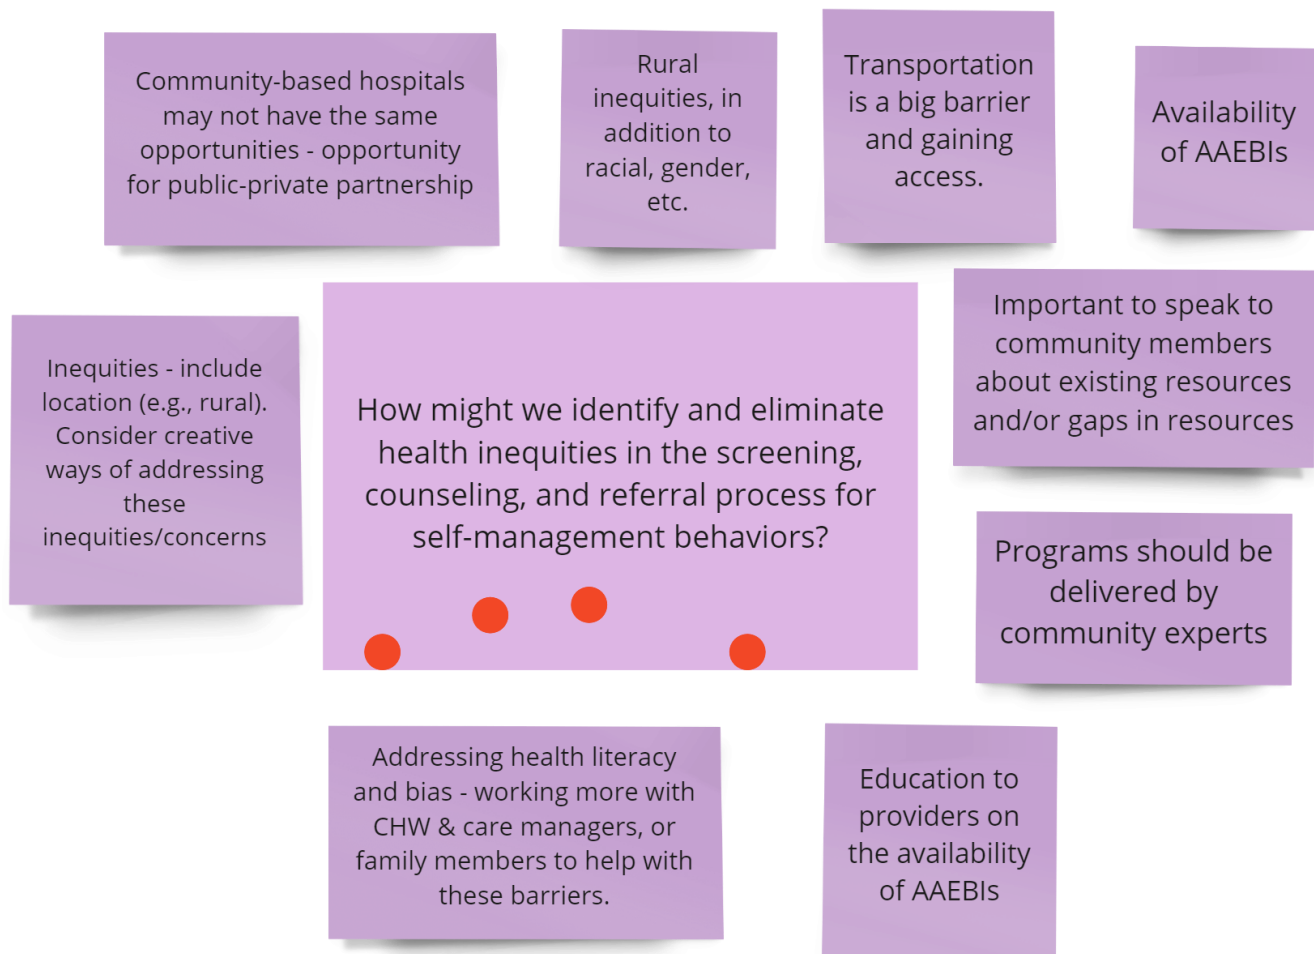 Community-based hospitals
may not have the same
opportunities - opportunity
for public-private partnership
Rural
inequities, in
addition to
racial, gender,
etc.
Transportation
is a big barrier
and gaining
access.
Availability
of AAEBIs
Inequities - include
location (e.g., rural).
Consider creative
ways of addressing
these
inequities/concerns
How might we identify and eliminate
health inequities in the screening,
counseling, and referral process for
self-management behaviors?
Important to speak to
community members
about existing resources
and/or gaps in resources
Programs should be
delivered by
community experts
Addressing health literacy
and bias - working more with
CHW & care managers, or
family members to help with
these barriers.
Education to
providers on
the availability
of AAEBIs